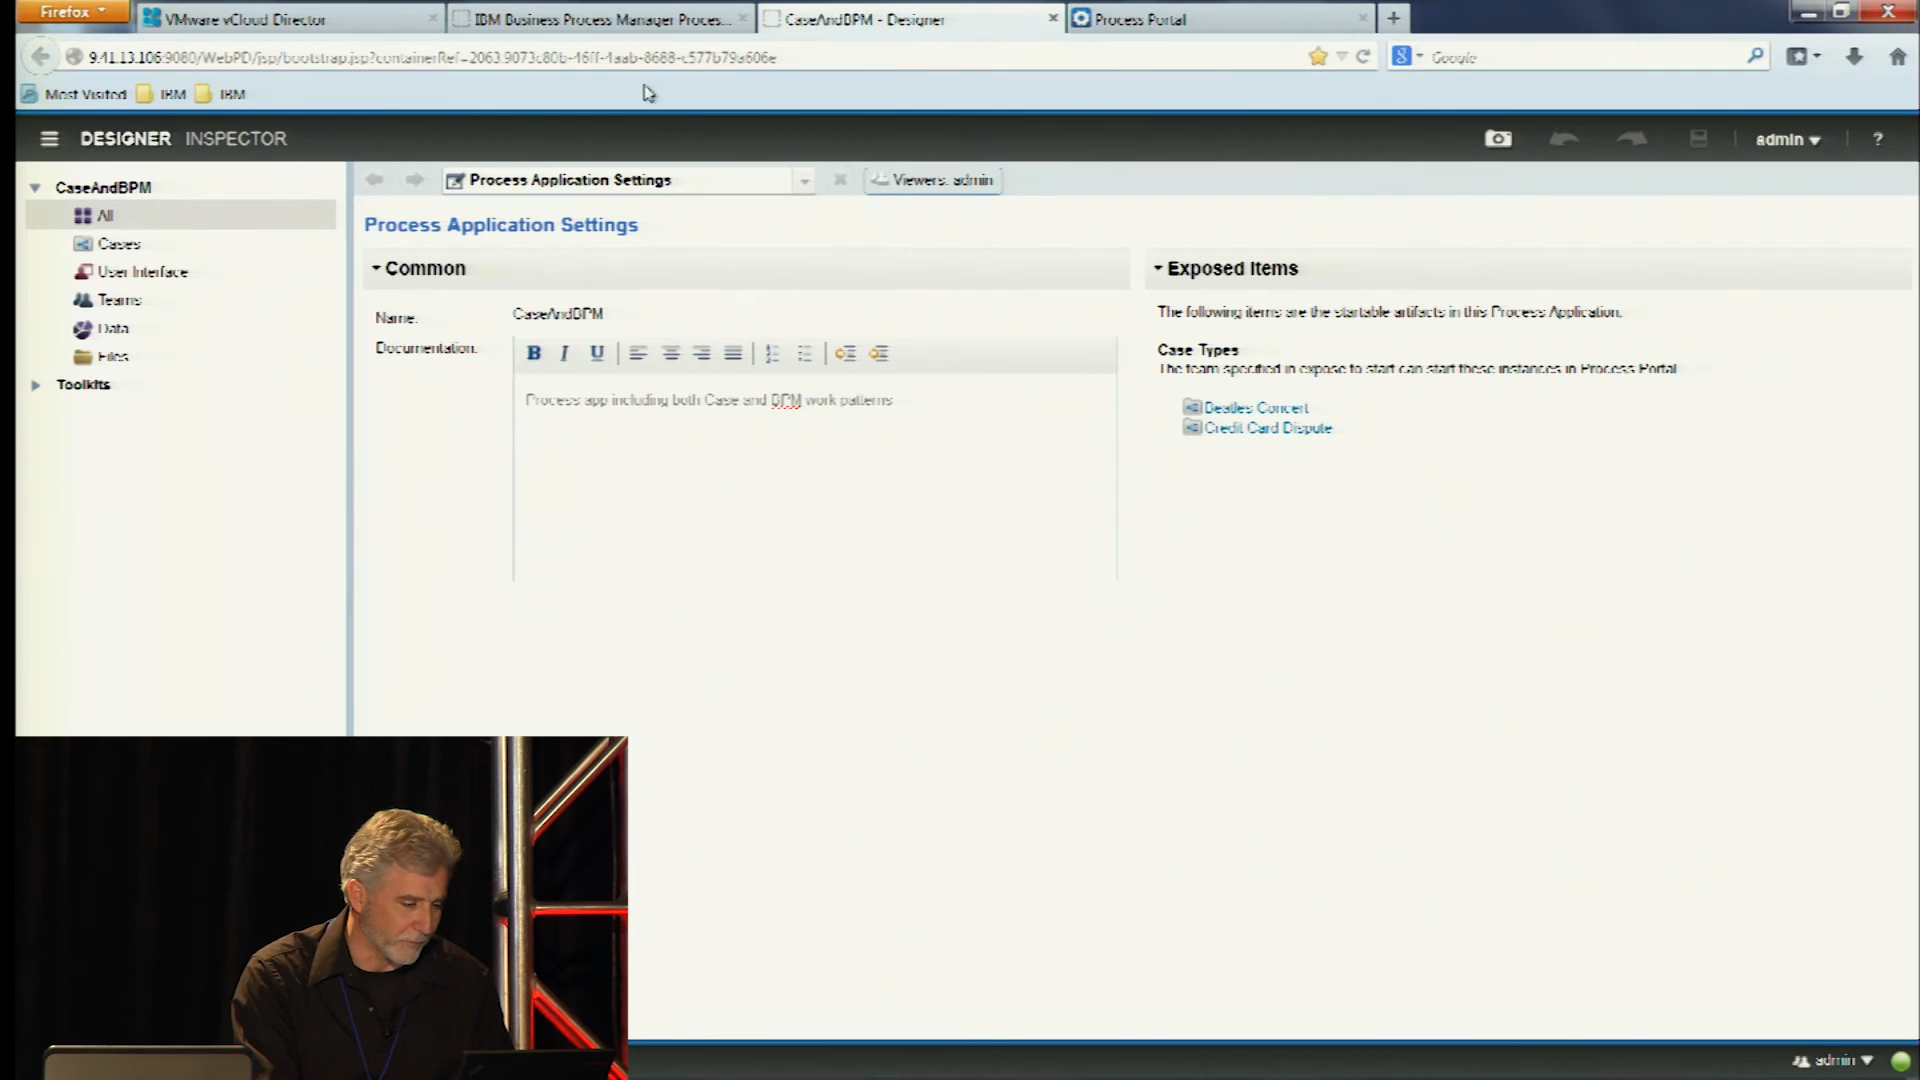 Firefox
VMware vCloud Director
IBM Business Process Manager Proces...
CaseAndBPM - Designer
Process Portal
9.41.13.106:9080/WebPD/jsp/bootstrap.jsp?containerRef=2063.9073c80b-46ff-4aab-8688-c577b79a606e
Google
Most Visited
IBM
IBM
DESIGNER INSPECTOR
admin
?
CaseAndBPM
All
Cases
User Interface
Teams
Data
Files
Toolkits
Process Application Settings
Viewers: admin
Process Application Settings
Common
Name:
CaseAndBPM
Documentation:
B I U
Process app including both Case and BPM work patterns
Exposed Items
The following items are the startable artifacts in this Process Application.
Case Types
The team specified in expose to start can start these instances in Process Portal
Beatles Concert
Credit Card Dispute
admin